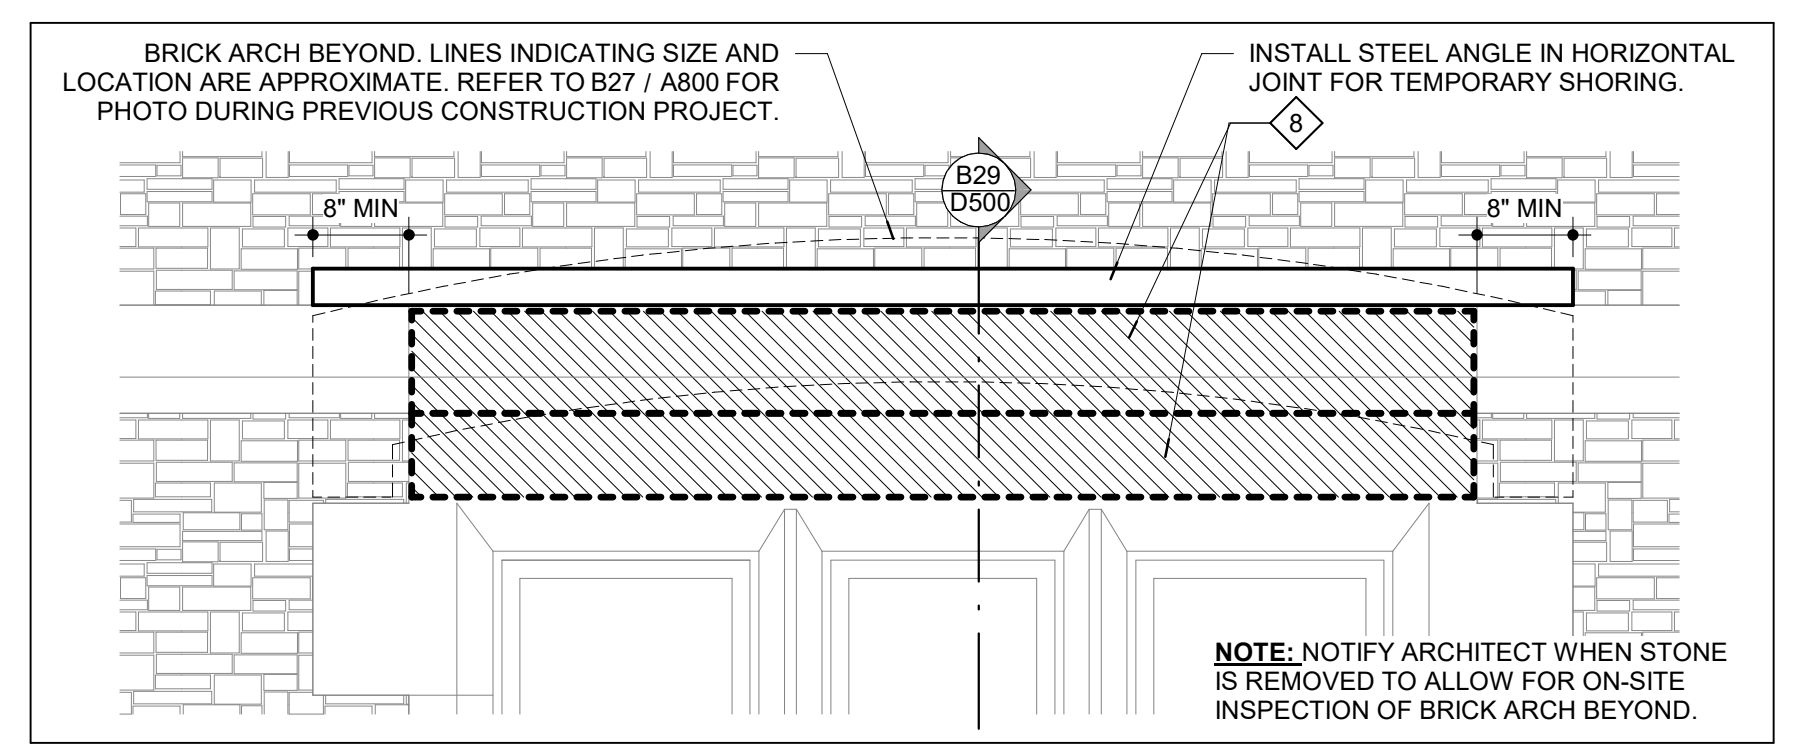 BRICK ARCH BEYOND. LINES INDICATING SIZE AND
LOCATION ARE APPROXIMATE. REFER TO B27 / A800 FOR
PHOTO DURING PREVIOUS CONSTRUCTION PROJECT.
INSTALL STEEL ANGLE IN HORIZONTAL
JOINT FOR TEMPORARY SHORING.
8
B29
D500
8" MIN
8" MIN
NOTE: NOTIFY ARCHITECT WHEN STONE
IS REMOVED TO ALLOW FOR ON-SITE
INSPECTION OF BRICK ARCH BEYOND.